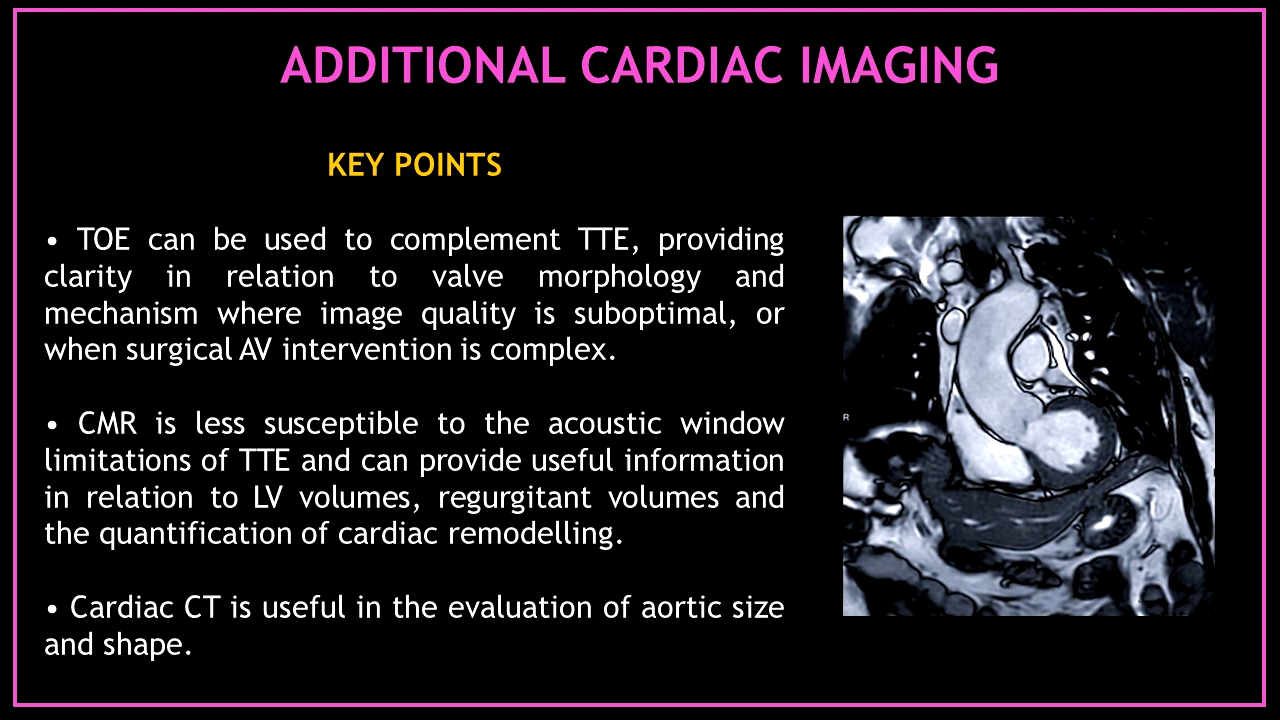 ADDITIONAL CARDIAC IMAGING
KEY POINTS
• TOE can be used to complement TTE, providing
clarity in relation to valve morphology and
mechanism where image quality is suboptimal, or
when surgical AV intervention is complex.
• CMR is less susceptible to the acoustic window
limitations of TTE and can provide useful information
in relation to LV volumes, regurgitant volumes and
the quantification of cardiac remodelling.
• Cardiac CT is useful in the evaluation of aortic size
and shape.
R